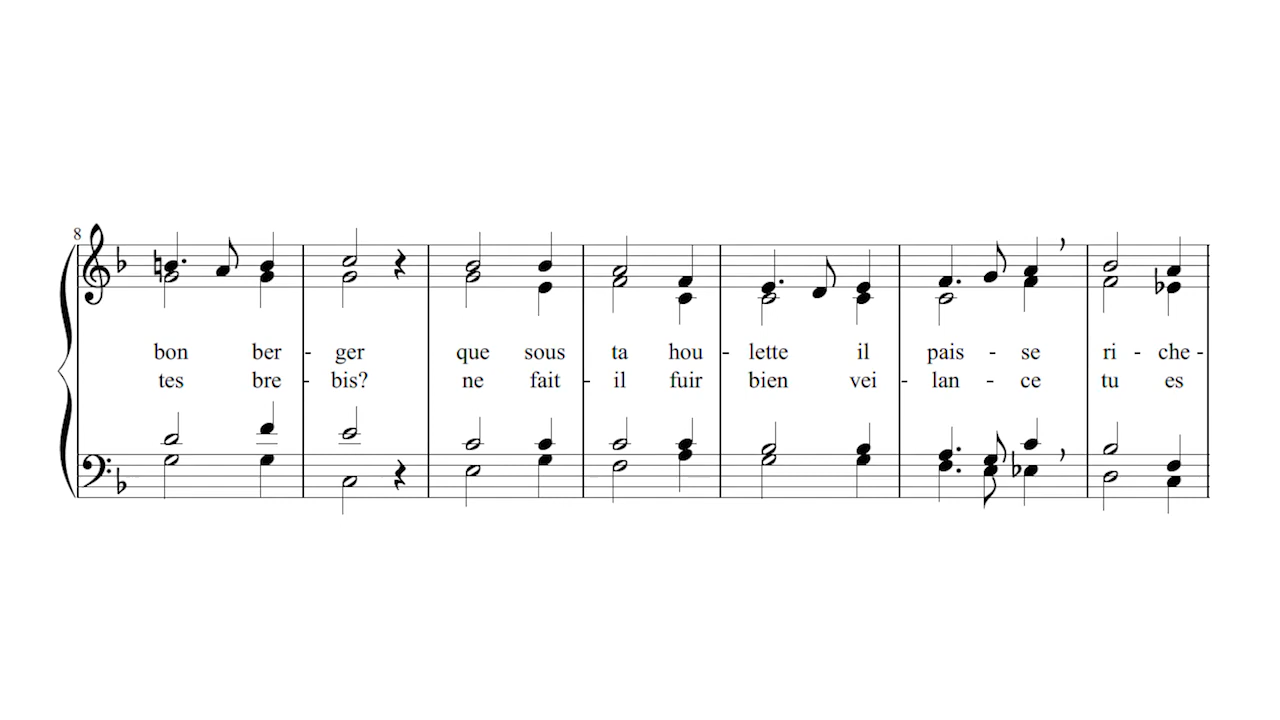 8
bon ber - ger que sous ta hou - lette il pais - se ri - che -
tes bre - bis? ne fait - il fuir bien vei - lan - ce tu es